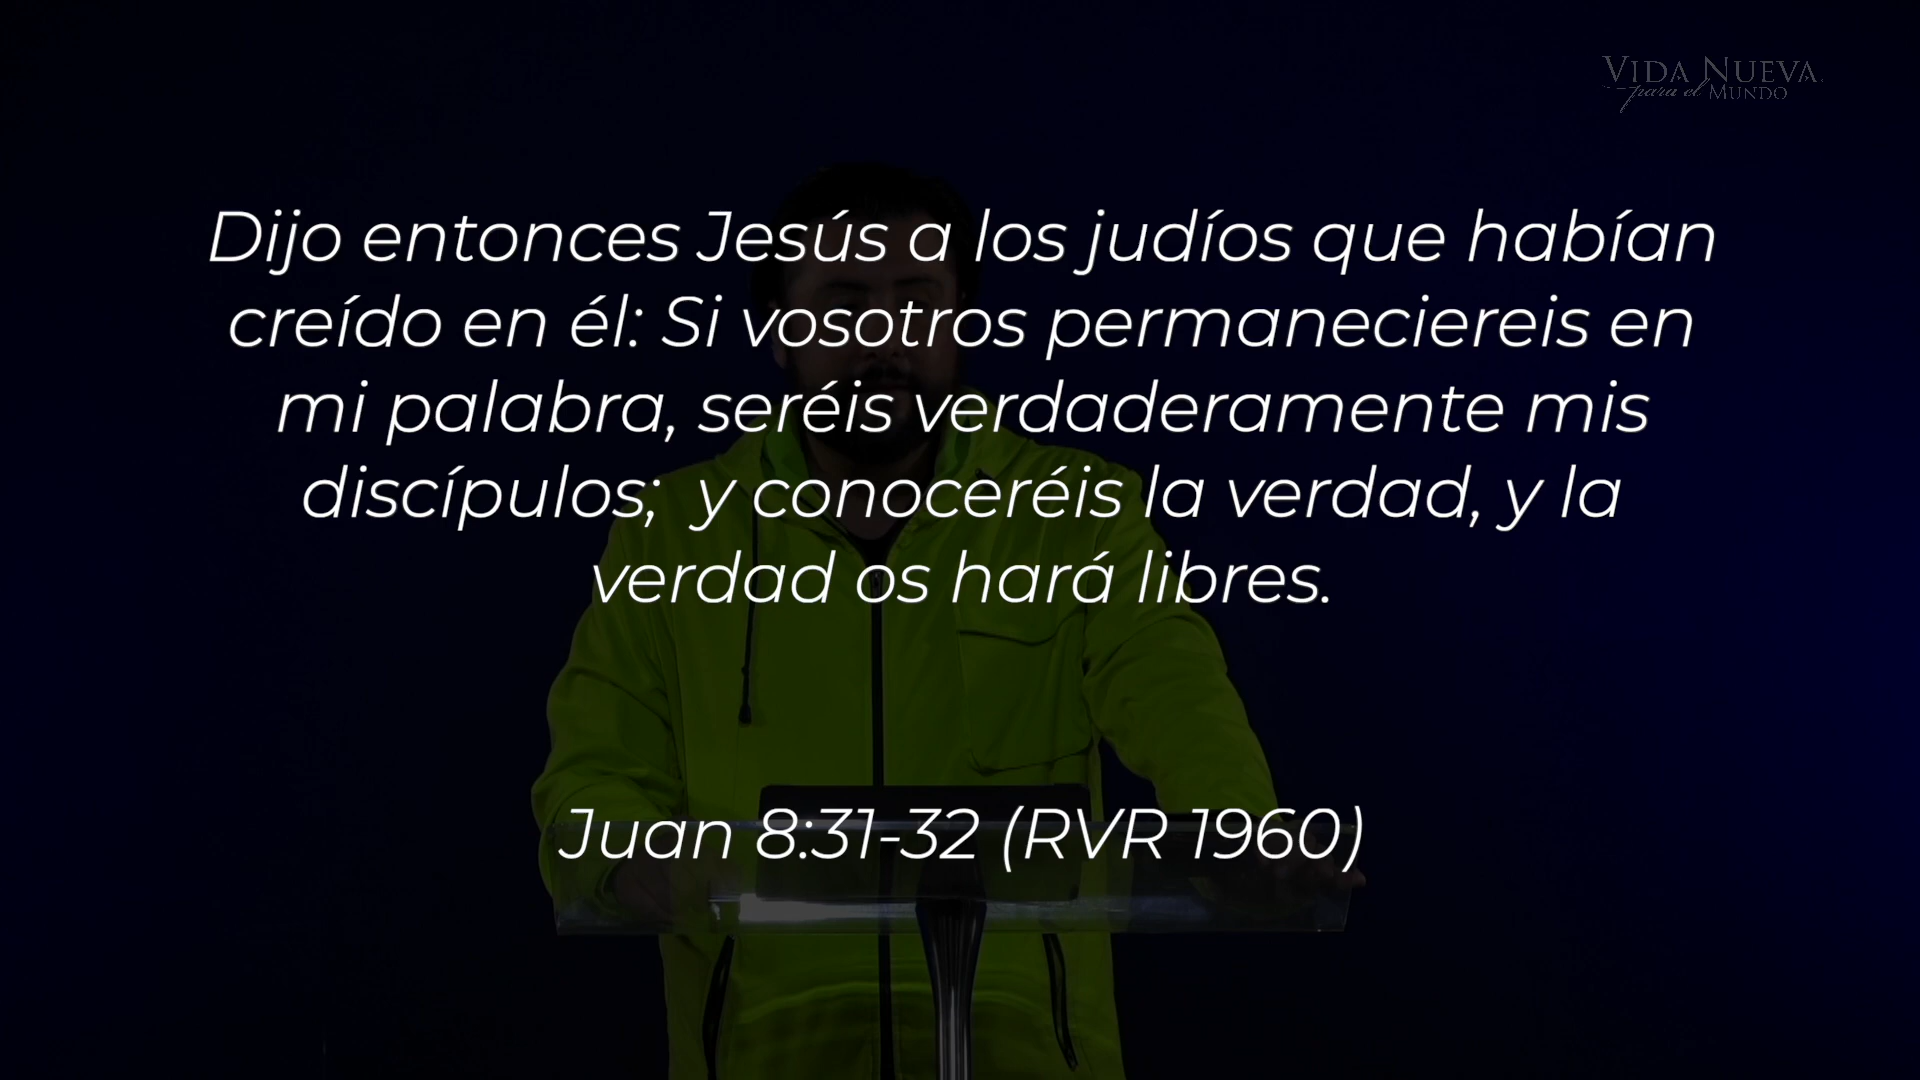 VIDA NUEVA
para el MUNDO
Dijo entonces Jesús a los judíos que habían
creído en él: Si vosotros permaneciereis en
mi palabra, seréis verdaderamente mis
discípulos;  y conoceréis la verdad, y la
verdad os hará libres.
Juan 8:31-32 (RVR 1960)